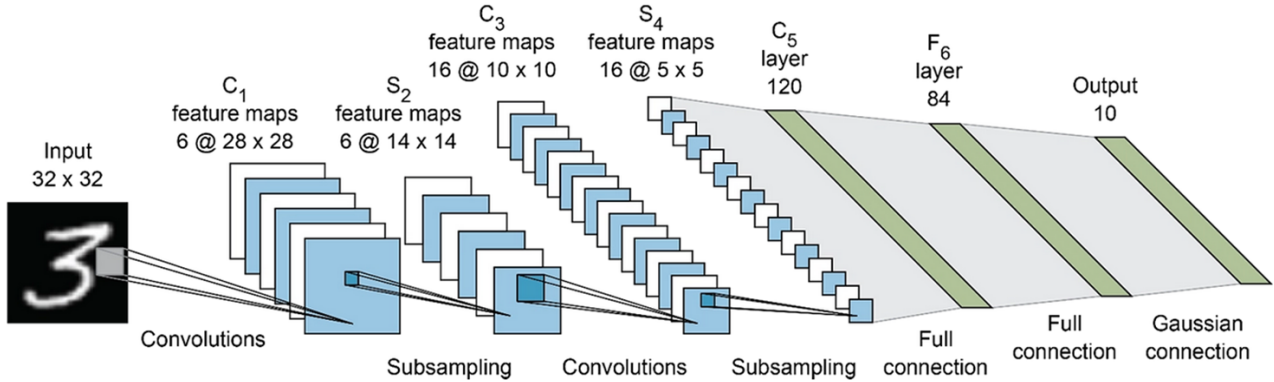 Input
32 x 32
C1
feature maps
6 @ 28 x 28
S2
feature maps
6 @ 14 x 14
C3
feature maps
16 @ 10 x 10
S4
feature maps
16 @ 5 x 5
C5
layer
120
F6
layer
84
Output
10
3
Convolutions
Subsampling
Convolutions
Subsampling
Full
connection
Full
connection
Gaussian
connection